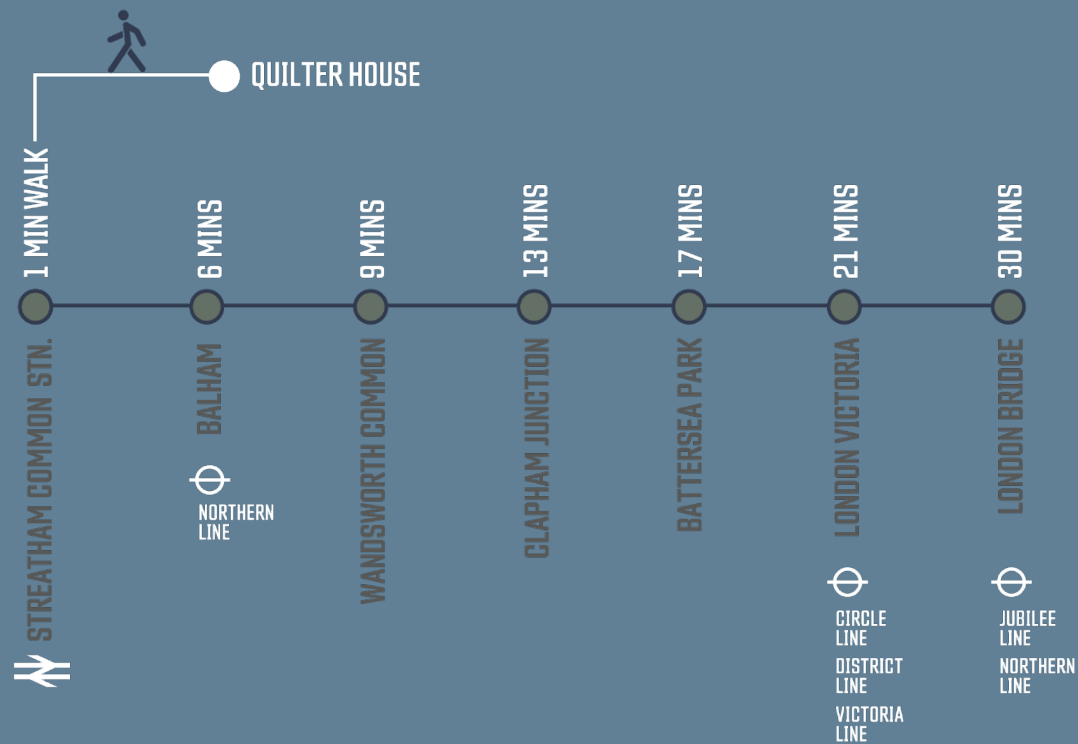 QUILTER HOUSE
1 MIN WALK
6 MINS
9 MINS
13 MINS
17 MINS
21 MINS
30 MINS
STREATHAM COMMON STN.
BALHAM
WANDSWORTH COMMON
CLAPHAM JUNCTION
BATTERSEA PARK
LONDON VICTORIA
LONDON BRIDGE
NORTHERN
LINE
CIRCLE
LINE
DISTRICT
LINE
VICTORIA
LINE
JUBILEE
LINE
NORTHERN
LINE